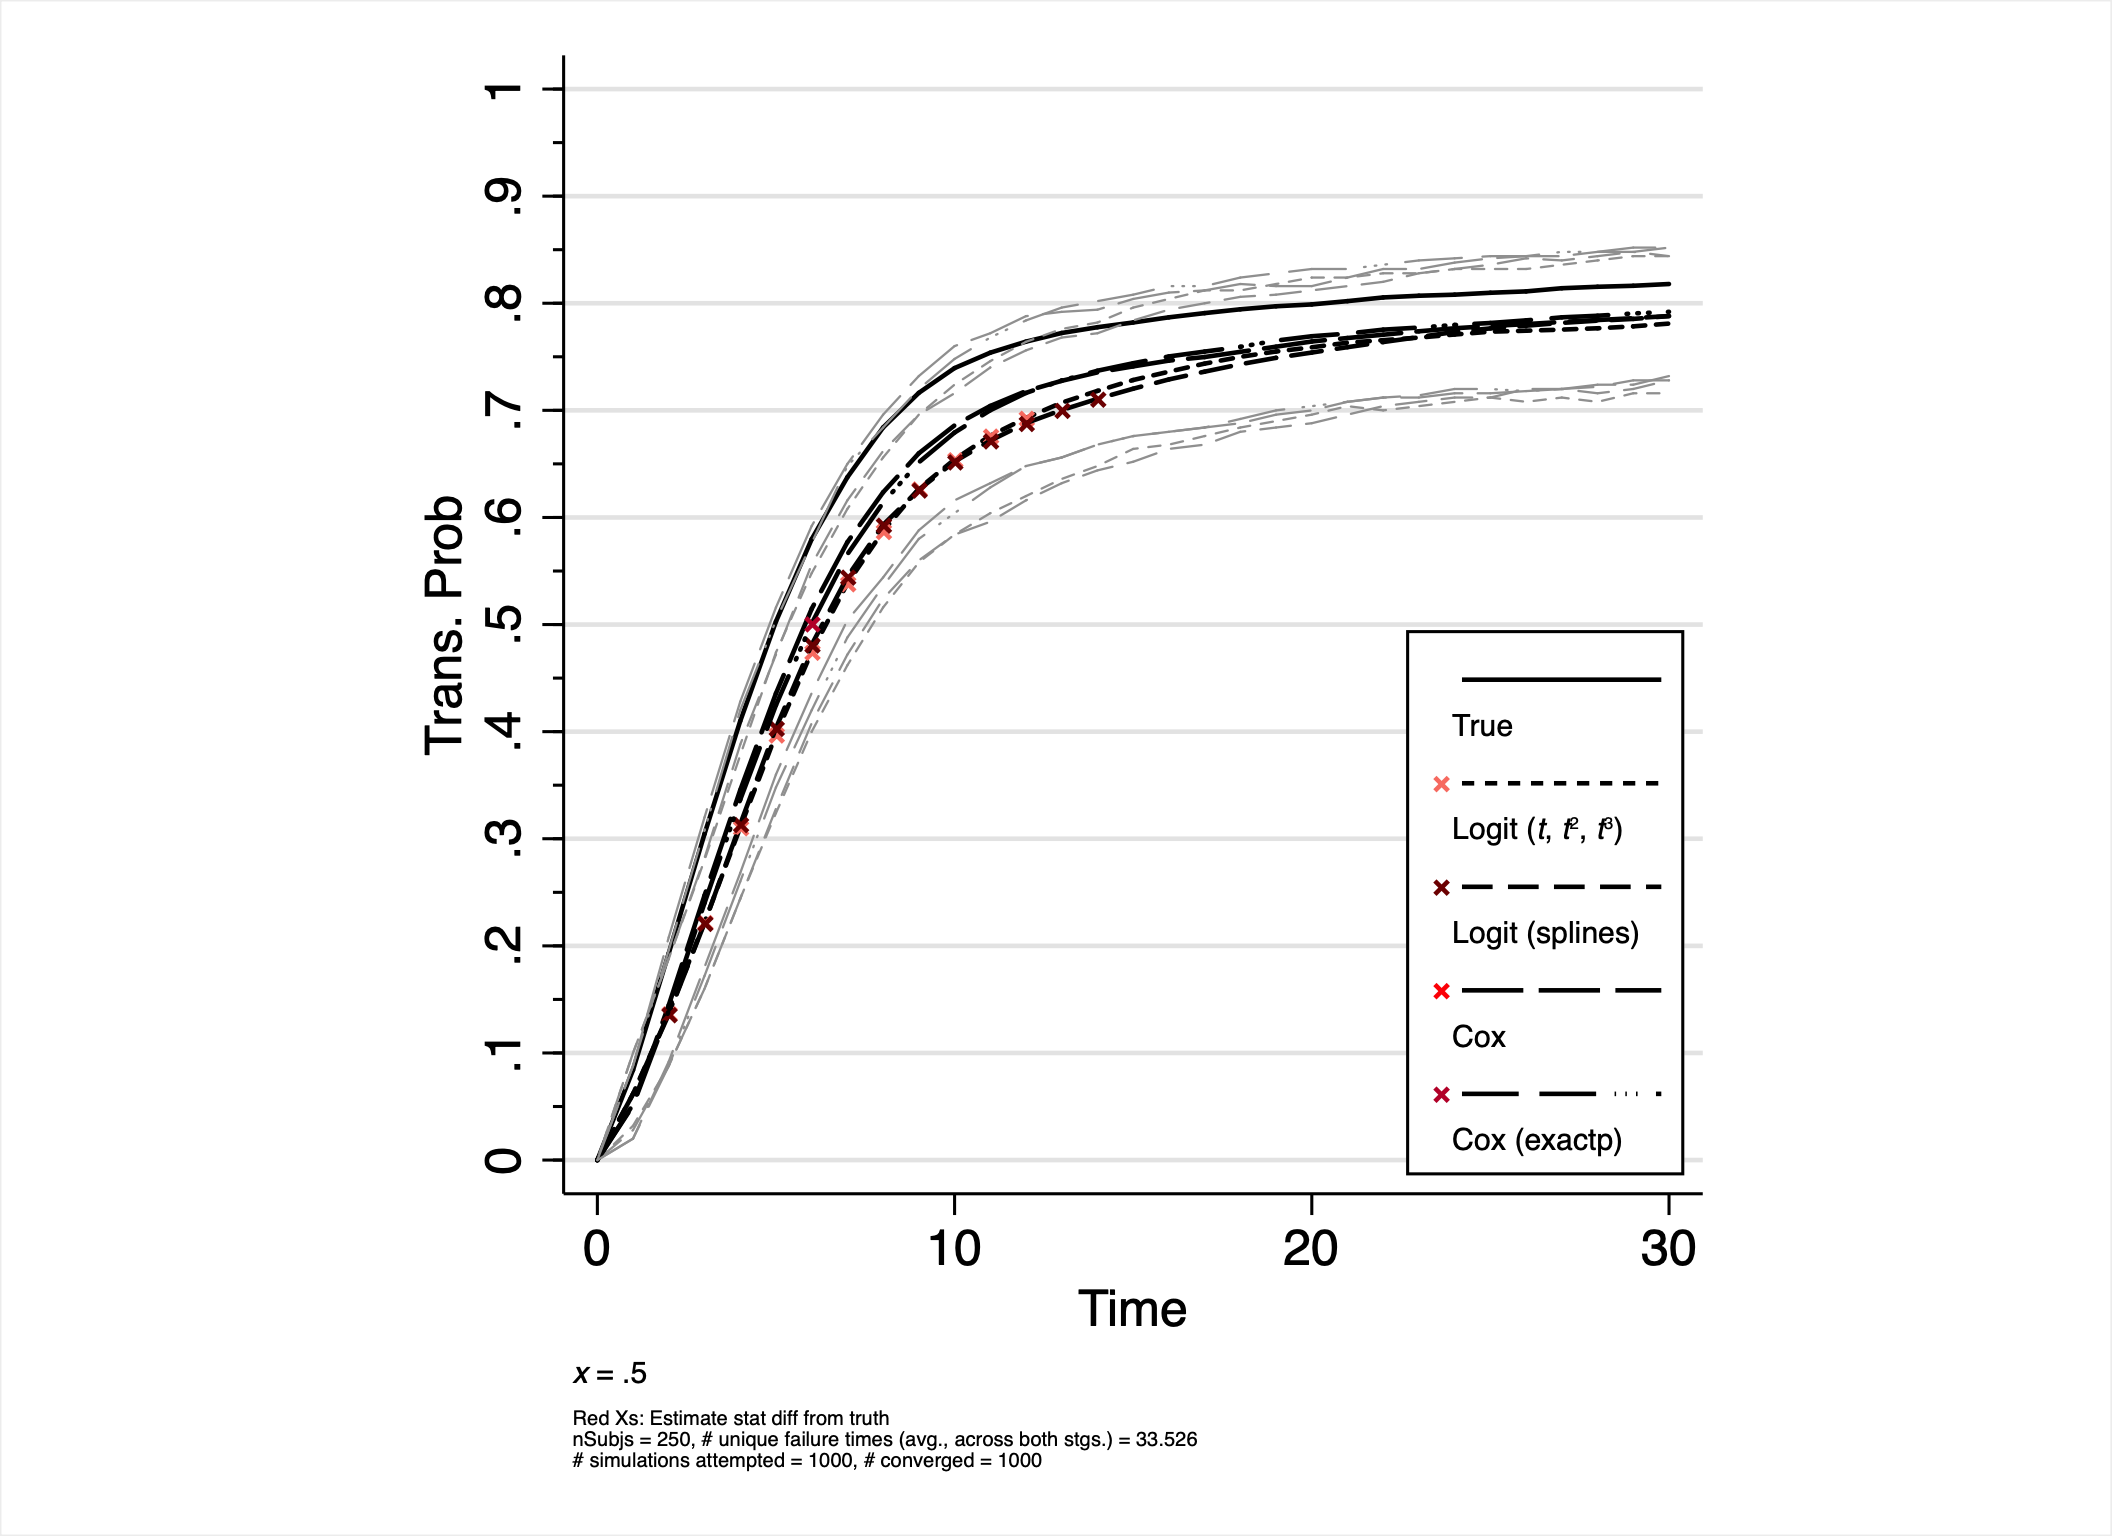 1
.9
.8
.7
.6
.5
.4
.3
.2
.1
0
Trans. Prob
True
Logit (t, t², t³)
Logit (splines)
Cox
Cox (exactp)
0 10 20 30
Time
x = .5
Red Xs: Estimate stat diff from truth
nSubjs = 250, # unique failure times (avg., across both stgs.) = 33.526
# simulations attempted = 1000, # converged = 1000